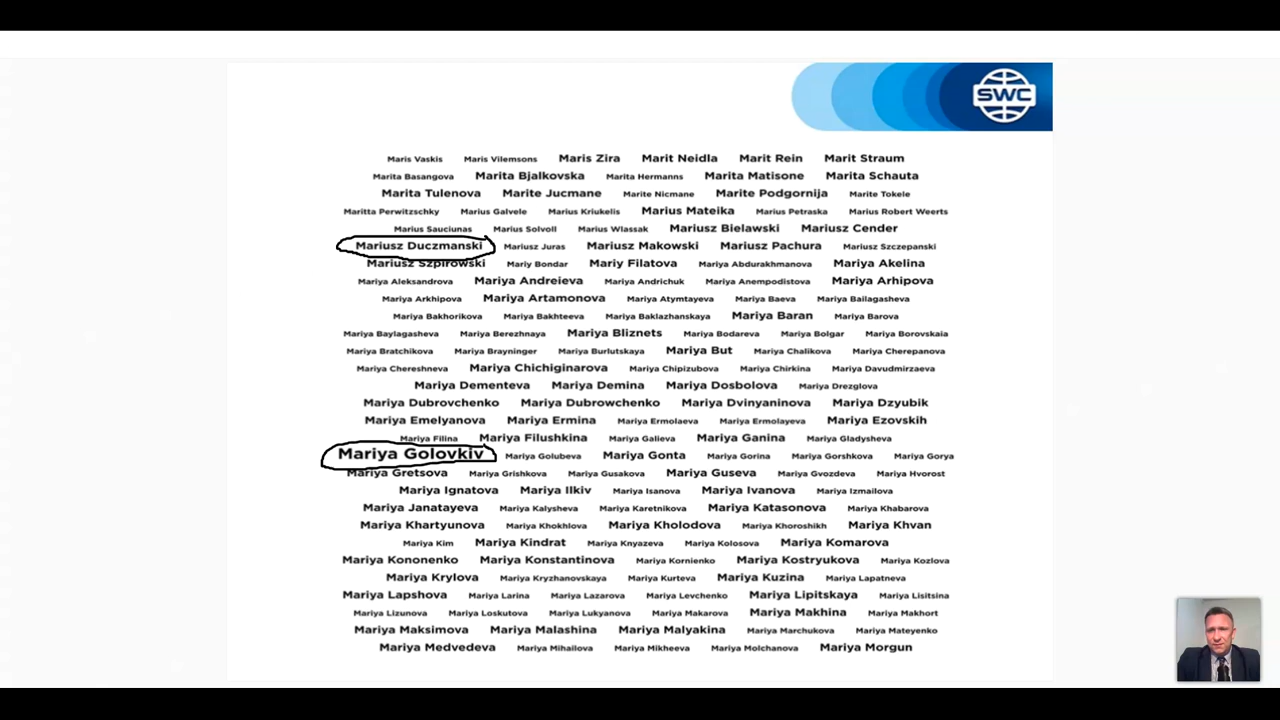 SWC
Maris Vaskis Maris Vilemsons Maris Zira Marit Neidla Marit Rein Marit Straum
Marita Basangova Marita Bjalkovska Marita Hermanns Marita Matisone Marita Schauta
Marita Tulenova Marite Jucmane Marite Nicmane Marite Podgornija Marite Tokele
Maritta Perwitzschky Marius Galvele Marius Kriukelis Marius Mateika Marius Petraska Marius Robert Weerts
Marius Sauciunas Marius Solvoll Marius Wlassak Mariusz Bielawski Mariusz Cender
Mariusz Duczmanski Mariusz Juras Mariusz Makowski Mariusz Pachura Mariusz Szczepanski
Mariusz Szpirowski Mariy Bondar Mariy Filatova Mariya Abdurakhmanova Mariya Akelina
Mariya Aleksandrova Mariya Andreieva Mariya Andrichuk Mariya Anempodistova Mariya Arhipova
Mariya Arkhipova Mariya Artamonova Mariya Atymtayeva Mariya Baeva Mariya Bailagasheva
Mariya Bakhorikova Mariya Bakhteeva Mariya Baklazhanskaya Mariya Baran Mariya Barova
Mariya Baylagasheva Mariya Berezhnaya Mariya Bliznets Mariya Bodareva Mariya Bolgar Mariya Borovskaia
Mariya Bratchikova Mariya Brayninger Mariya Burlutskaya Mariya But Mariya Chalikova Mariya Cherepanova
Mariya Chereshneva Mariya Chichiginarova Mariya Chipizubova Mariya Chirkina Mariya Davudmirzaeva
Mariya Dementeva Mariya Demina Mariya Dosbolova Mariya Drezglova
Mariya Dubrovchenko Mariya Dubrowchenko Mariya Dvinyaninova Mariya Dzyubik
Mariya Emelyanova Mariya Ermina Mariya Ermolaeva Mariya Ermolayeva Mariya Ezovskih
Mariya Filina Mariya Filushkina Mariya Galieva Mariya Ganina Mariya Gladysheva
Mariya Golovkiv Mariya Golubeva Mariya Gonta Mariya Gorina Mariya Gorshkova Mariya Gorya
Mariya Gretsova Mariya Grishkova Mariya Gusakova Mariya Guseva Mariya Gvozdeva Mariya Hvorost
Mariya Ignatova Mariya Ilkiv Mariya Isanova Mariya Ivanova Mariya Izmailova
Mariya Janatayeva Mariya Kalysheva Mariya Karetnikova Mariya Katasonova Mariya Khabarova
Mariya Khartyunova Mariya Khokhlova Mariya Kholodova Mariya Khoroshikh Mariya Khvan
Mariya Kim Mariya Kindrat Mariya Knyazeva Mariya Kolosova Mariya Komarova
Mariya Kononenko Mariya Konstantinova Mariya Kornienko Mariya Kostryukova Mariya Kozlova
Mariya Krylova Mariya Kryzhanovskaya Mariya Kurteva Mariya Kuzina Mariya Lapatneva
Mariya Lapshova Mariya Larina Mariya Lazarova Mariya Levchenko Mariya Lipitskaya Mariya Lisitsina
Mariya Lizunova Mariya Loskutova Mariya Lukyanova Mariya Makarova Mariya Makhina Mariya Makhort
Mariya Maksimova Mariya Malashina Mariya Malyakina Mariya Marchukova Mariya Mateyenko
Mariya Medvedeva Mariya Mihailova Mariya Mikheeva Mariya Molchanova Mariya Morgun